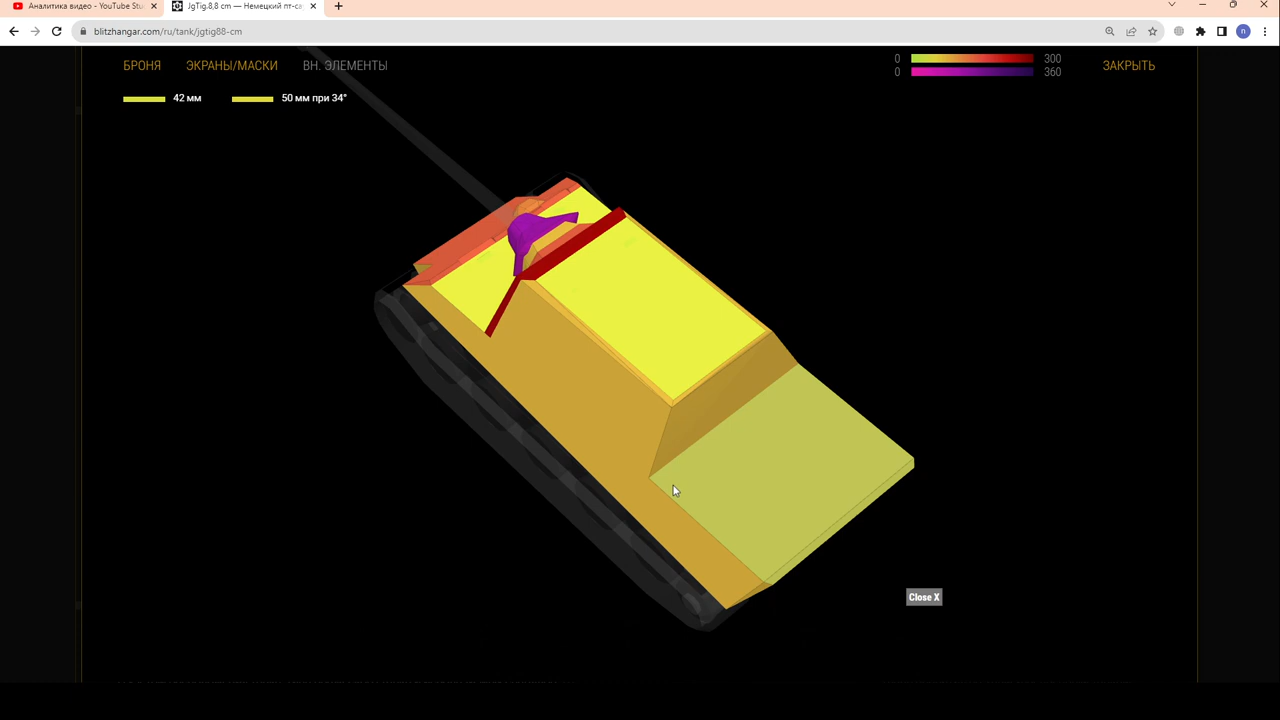 Аналитика видео - YouTube Stu
JgTig.8,8 cm — Немецкий пт-са
blitzhangar.com/ru/tank/jgtig88-cm
n
БРОНЯ ЭКРАНЫ/МАСКИ ВН. ЭЛЕМЕНТЫ
0 300
0 360
ЗАКРЫТЬ
42 мм 50 мм при 34°
Close X